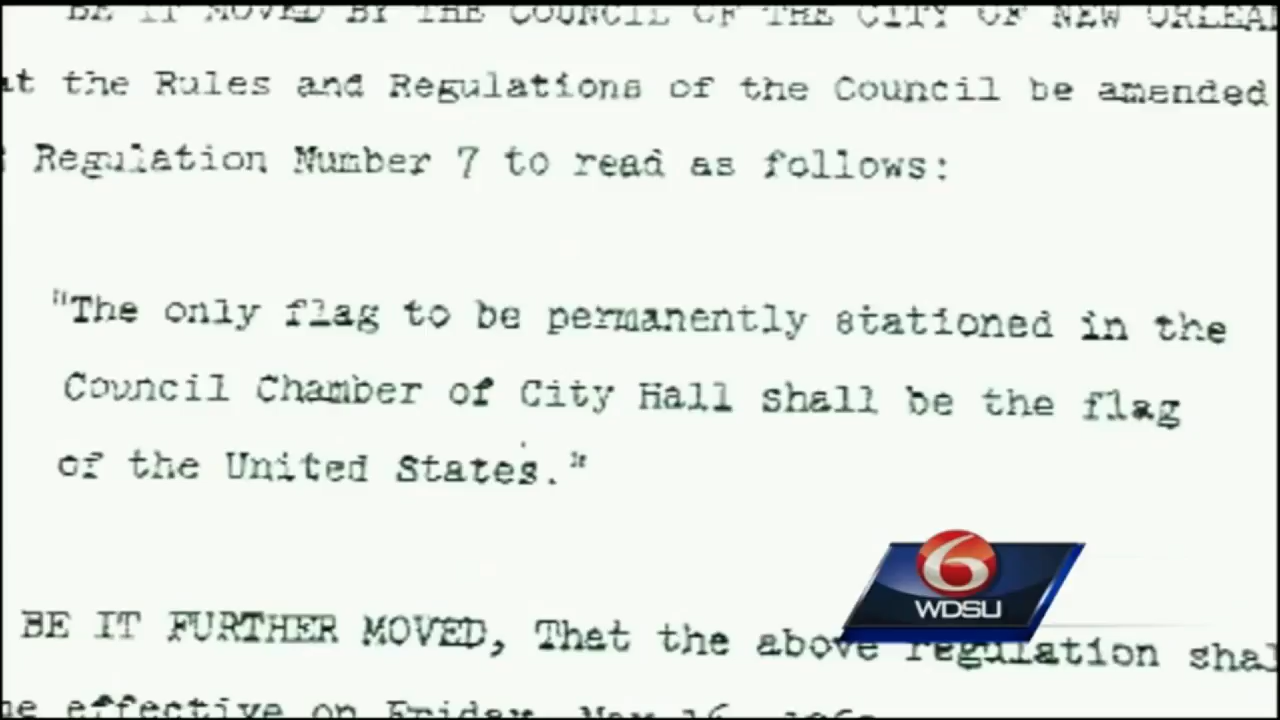 BE IT MOVED BY THE COUNCIL OF THE CITY OF NEW ORLEA
at the Rules and Regulations of the Council be amended
Regulation Number 7 to read as follows:
"The only flag to be permanently stationed in the
Council Chamber of City Hall shall be the flag
of the United States."
BE IT FURTHER MOVED, That the above regulation shal
effective on Friday, May 16,
6
WDSU